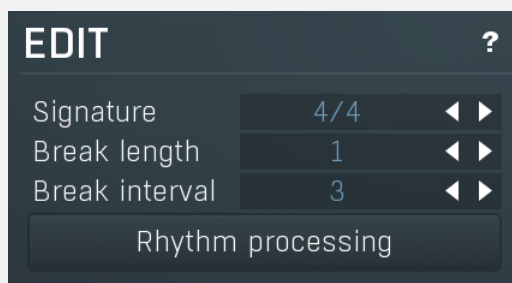 EDIT ?
Signature 4/4
Break length 1
Break interval 3
Rhythm processing